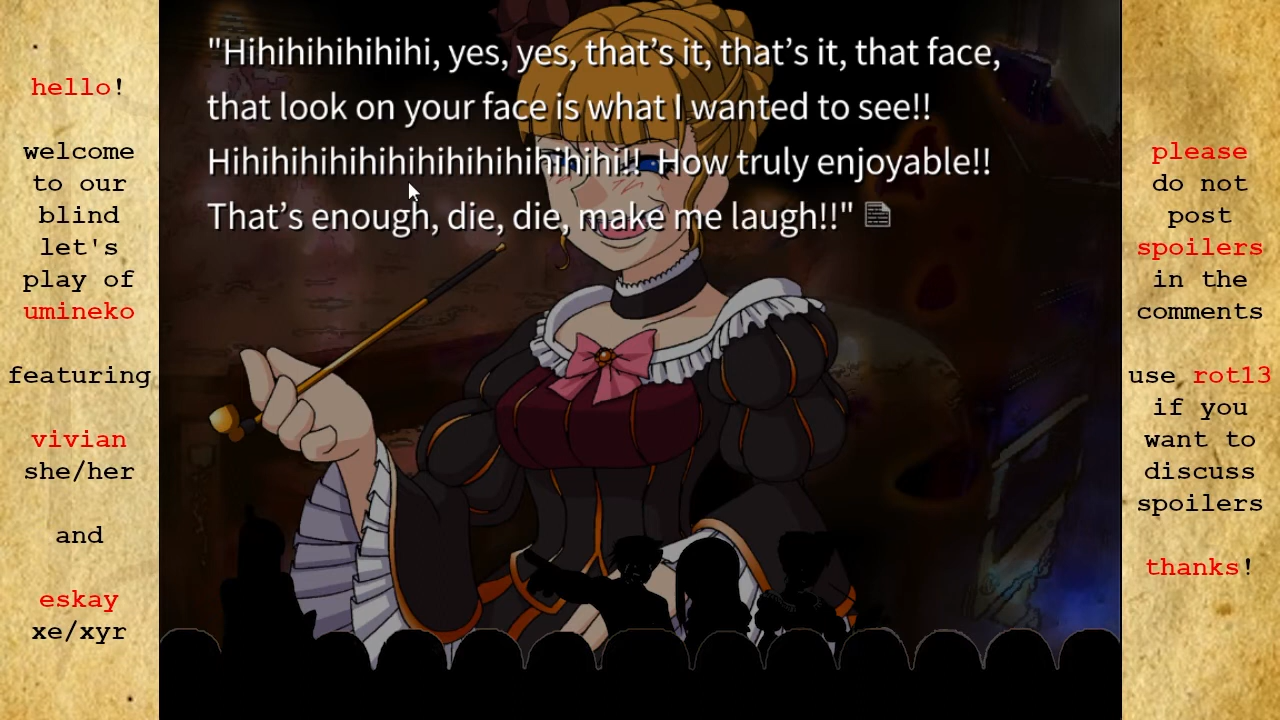 hello!
welcome
to our
blind
let's
play of
umineko
featuring
vivian
she/her
and
eskay
xe/xyr
"Hihihihihihihi, yes, yes, that’s it, that’s it, that face,
that look on your face is what I wanted to see!!
Hihihihihihihihihihihihihihihi!!  How truly enjoyable!!
That’s enough, die, die, make me laugh!!"
please
do not
post
spoilers
in the
comments
use rot13
if you
want to
discuss
spoilers
thanks!